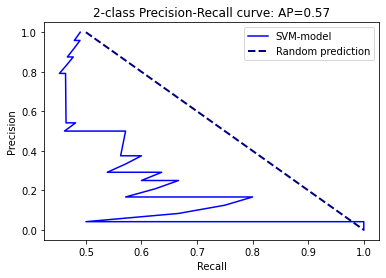 2-class Precision-Recall curve: AP=0.57
SVM-model
Random prediction
Precision
1.0
0.8
0.6
0.4
0.2
0.0
0.5
0.6
0.7
0.8
0.9
1.0
Recall